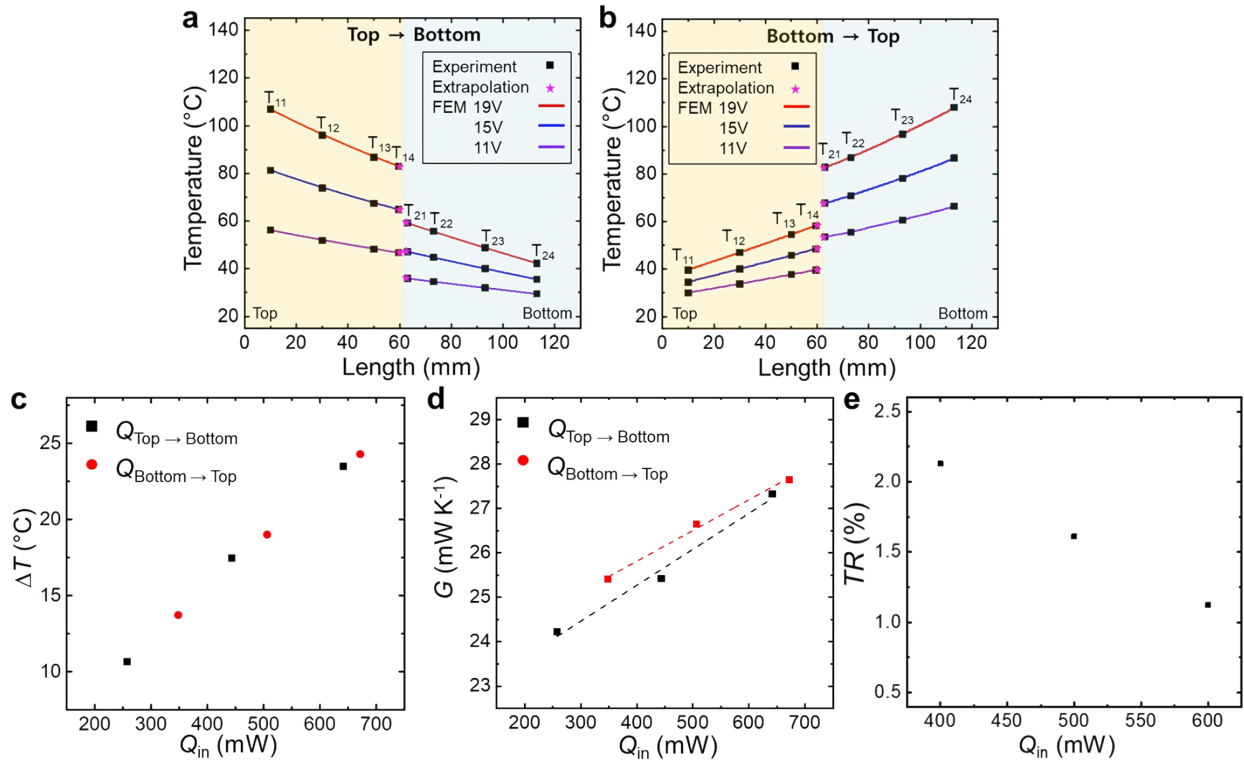 a
Top → Bottom
Experiment
Extrapolation
FEM 19V
15V
11V
T11
T12
T13
T14
T21
T22
T23
T24
Top
Bottom
140
120
100
80
60
40
20
0 20 40 60 80 100 120
Temperature (°C)
Length (mm)
b
Bottom → Top
Experiment
Extrapolation
FEM 19V
15V
11V
T11
T12
T13
T14
T21
T22
T23
T24
Top
Bottom
140
120
100
80
60
40
20
0 20 40 60 80 100 120
Temperature (°C)
Length (mm)
c
QTop → Bottom
QBottom → Top
25
20
15
10
200 300 400 500 600 700
ΔT (°C)
Qin (mW)
d
QTop → Bottom
QBottom → Top
29
28
27
26
25
24
23
200 300 400 500 600 700
G (mW K-1)
Qin (mW)
e
2.5
2.0
1.5
1.0
0.5
400 450 500 550 600
TR (%)
Qin (mW)